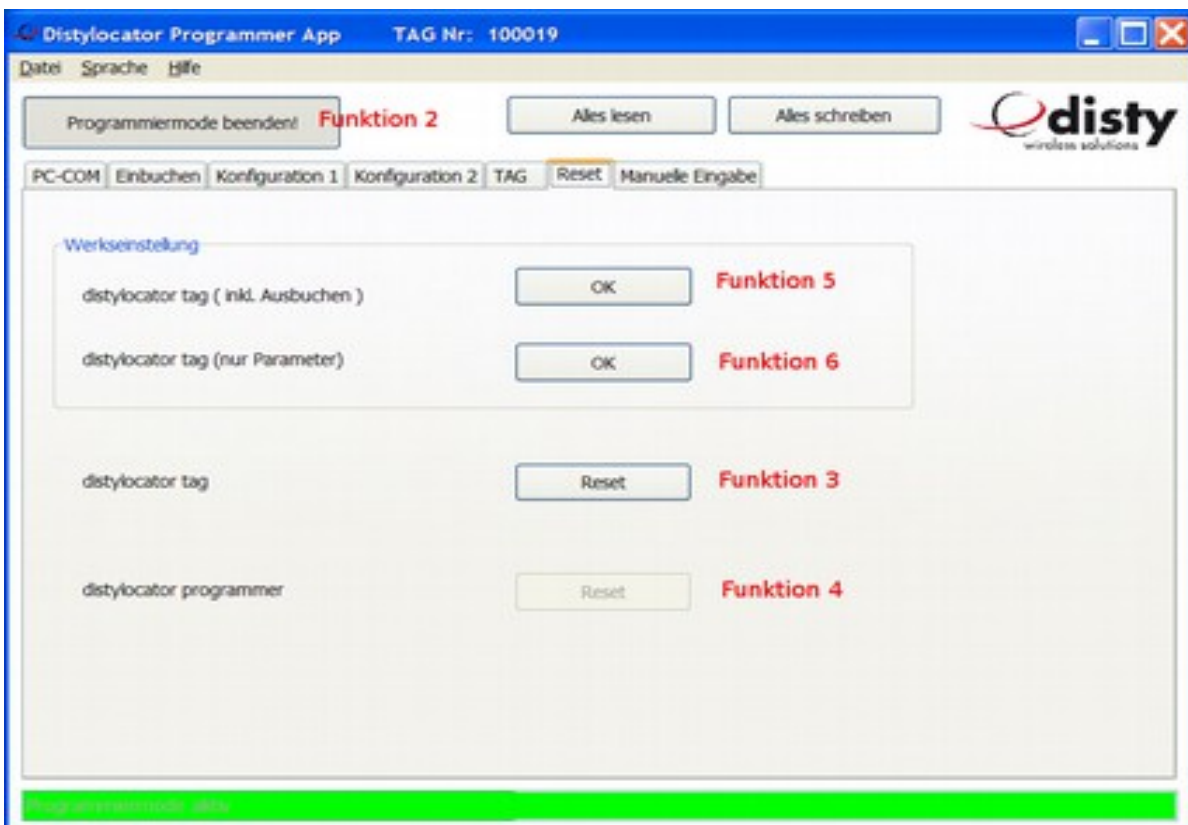 Distylocator Programmer App TAG Nr: 100019
Datei Sprache Hilfe
Programmiermode beenden! Funktion 2 Alles lesen Alles schreiben
disty
wireless solutions
PC-COM Einbuchen Konfiguration 1 Konfiguration 2 TAG Reset Manuelle Eingabe
Werkseinstellung
distylocator tag ( inkl. Ausbuchen ) OK Funktion 5
distylocator tag (nur Parameter) OK Funktion 6
distylocator tag Reset Funktion 3
distylocator programmer Reset Funktion 4
Programmiermode aktiv